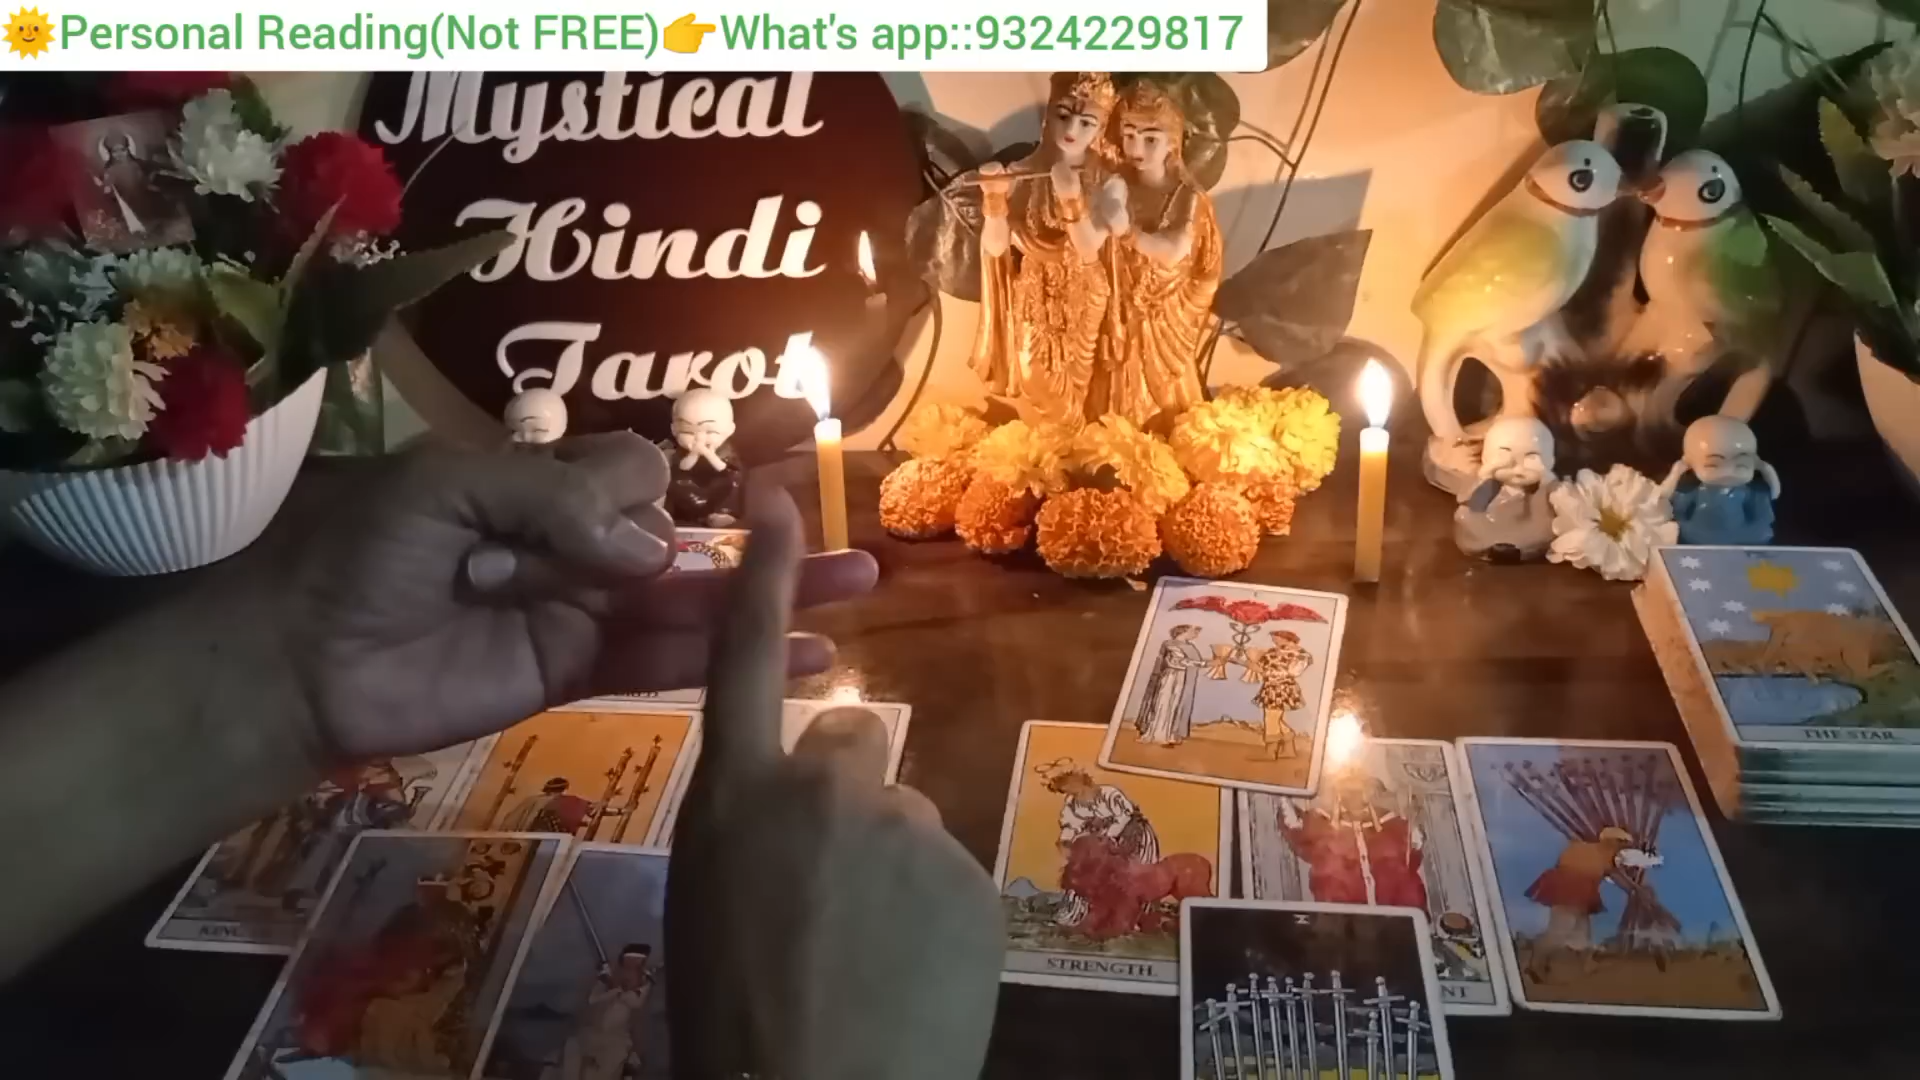 🌞Personal Reading(Not FREE)👉What's app::9324229817
Mystical
Hindi
Tarot
THE STAR
STRENGTH.
X